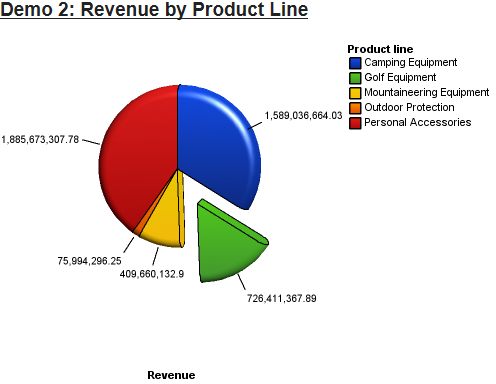 Demo 2: Revenue by Product Line
Product line
Camping Equipment
Golf Equipment
Mountaineering Equipment
Outdoor Protection
Personal Accessories
1,589,036,664.03
1,885,673,307.78
75,994,296.25
409,660,132.9
726,411,367.89
Revenue